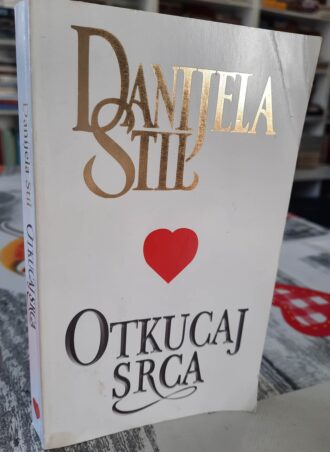 DANIJELA
STIL
OTKUCAJ
SRCA
Danijela Stil OTKUCAJ SRCA